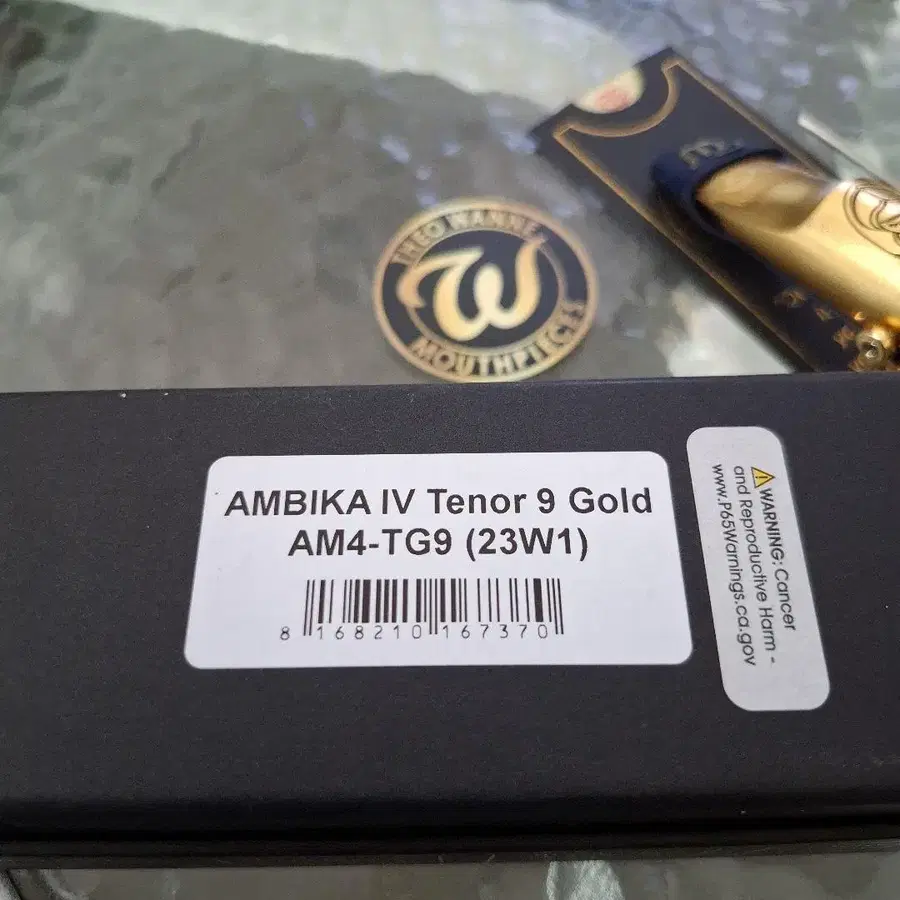 THEO WANNE
W
MOUTHPIECES
AMBIKA IV Tenor 9 Gold
AM4-TG9 (23W1)
8 168210 167370
WARNING: Cancer
and Reproductive Harm -
www.P65Warnings.ca.gov